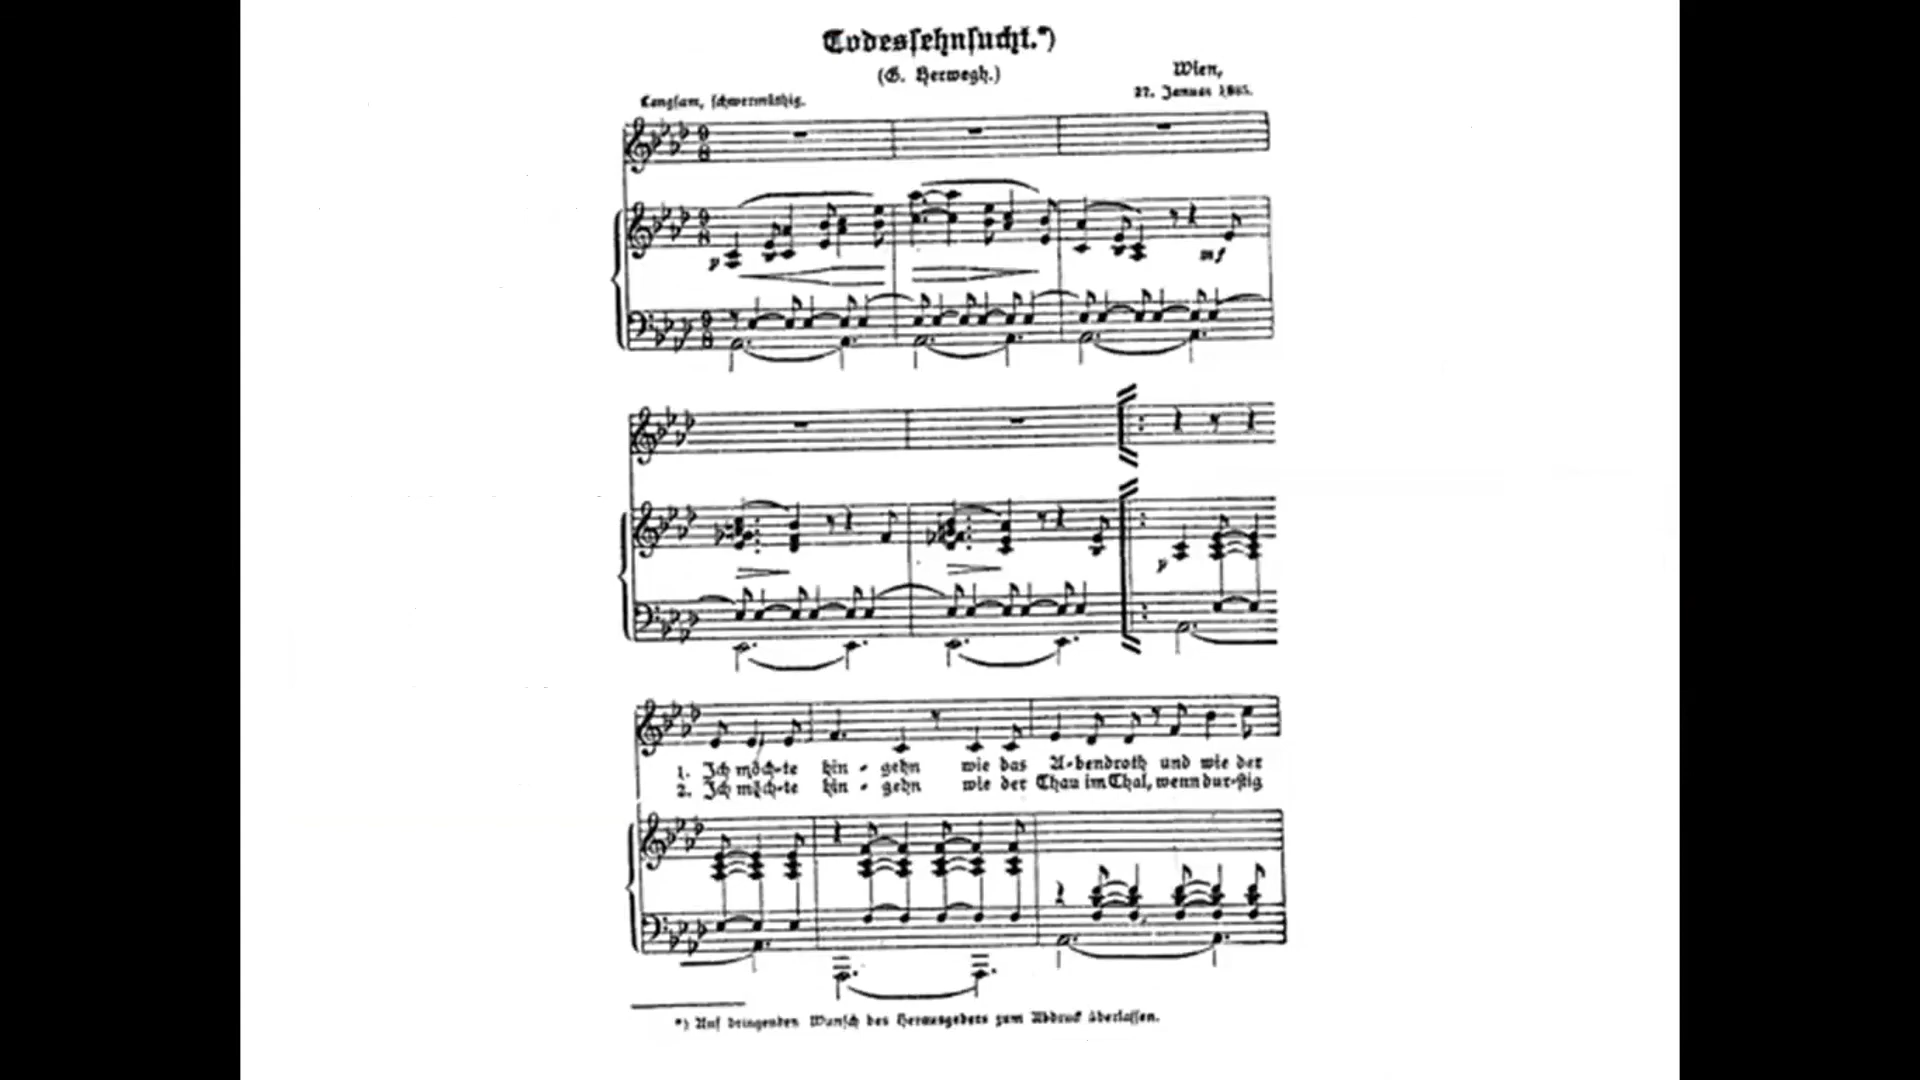 Todessehnsucht.*)
(G. Herwegh.)
Wien,
27. Januar 1885.
Langsam, schwermüthig.
p
mf
p
1. Ich möch-te hin - gehn wie das A-bendroth und wie der
2. Ich möch-te hin - gehn wie der Thau im Thal, wenn dur-stig
*) Auf dringenden Wunsch des Herausgebers zum Abdruck überlassen.